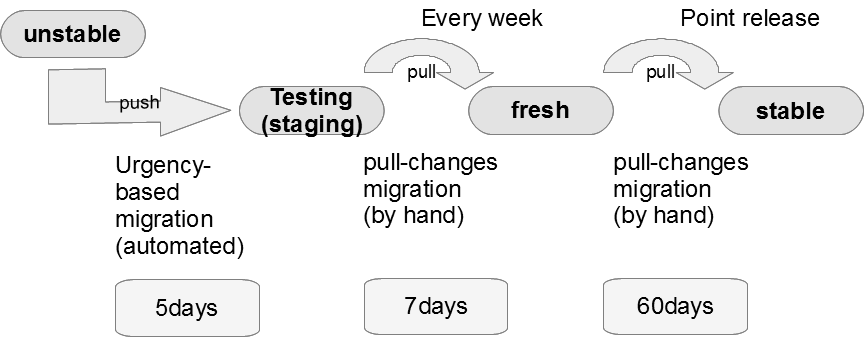 Every week
Point release
unstable
pull
pull
push
Testing
(staging)
fresh
stable
Urgency-
based
migration
(automated)
pull-changes
migration
(by hand)
pull-changes
migration
(by hand)
5days
7days
60days